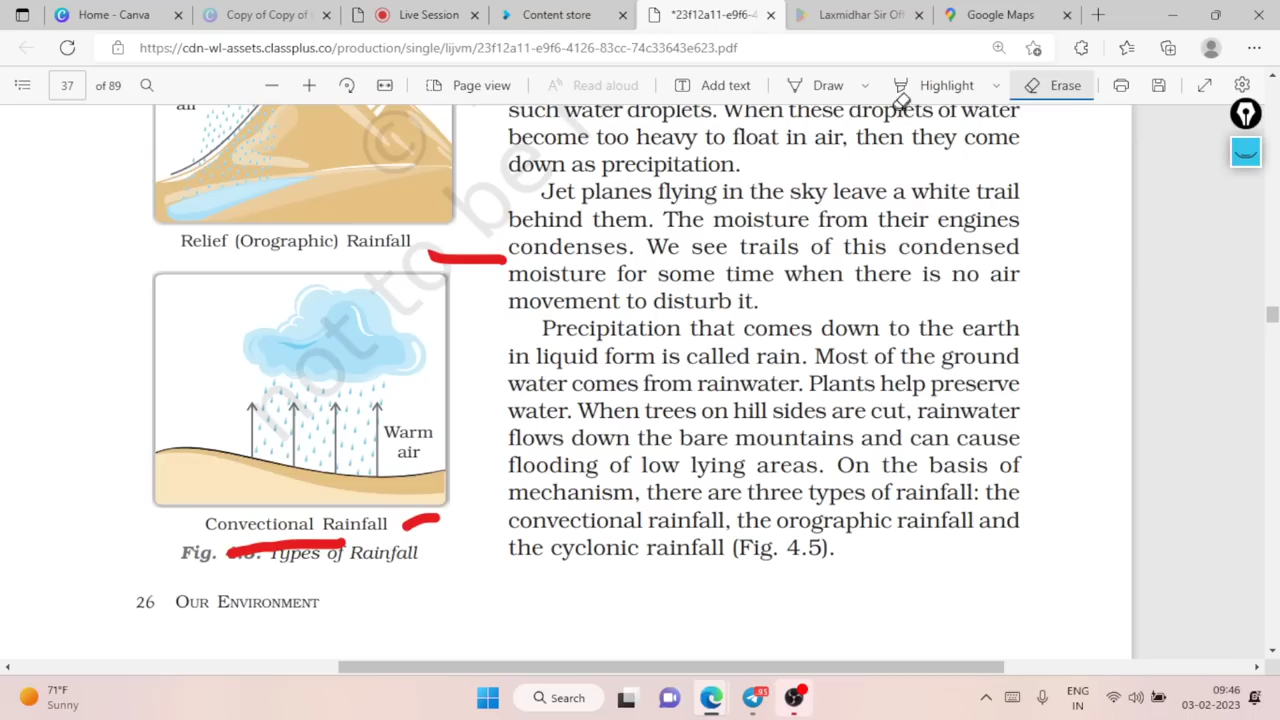 Home - Canva
Copy of Copy of
Live Session
Content store
*23f12a11-e9f6-4
Laxmidhar Sir Off
Google Maps
https://cdn-wl-assets.classplus.co/production/single/lijvm/23f12a11-e9f6-4126-83cc-74c33643e623.pdf
37 of 89
Page view
Read aloud
Add text
Draw
Highlight
Erase
air
Relief (Orographic) Rainfall
Warm
air
Convectional Rainfall
Fig. Types of Rainfall
such water droplets. When these droplets of water
become too heavy to float in air, then they come
down as precipitation.
Jet planes flying in the sky leave a white trail
behind them. The moisture from their engines
condenses. We see trails of this condensed
moisture for some time when there is no air
movement to disturb it.
Precipitation that comes down to the earth
in liquid form is called rain. Most of the ground
water comes from rainwater. Plants help preserve
water. When trees on hill sides are cut, rainwater
flows down the bare mountains and can cause
flooding of low lying areas. On the basis of
mechanism, there are three types of rainfall: the
convectional rainfall, the orographic rainfall and
the cyclonic rainfall (Fig. 4.5).
© not to be
26 OUR ENVIRONMENT
71°F
Sunny
Search
95
ENG
IN
09:46
03-02-2023